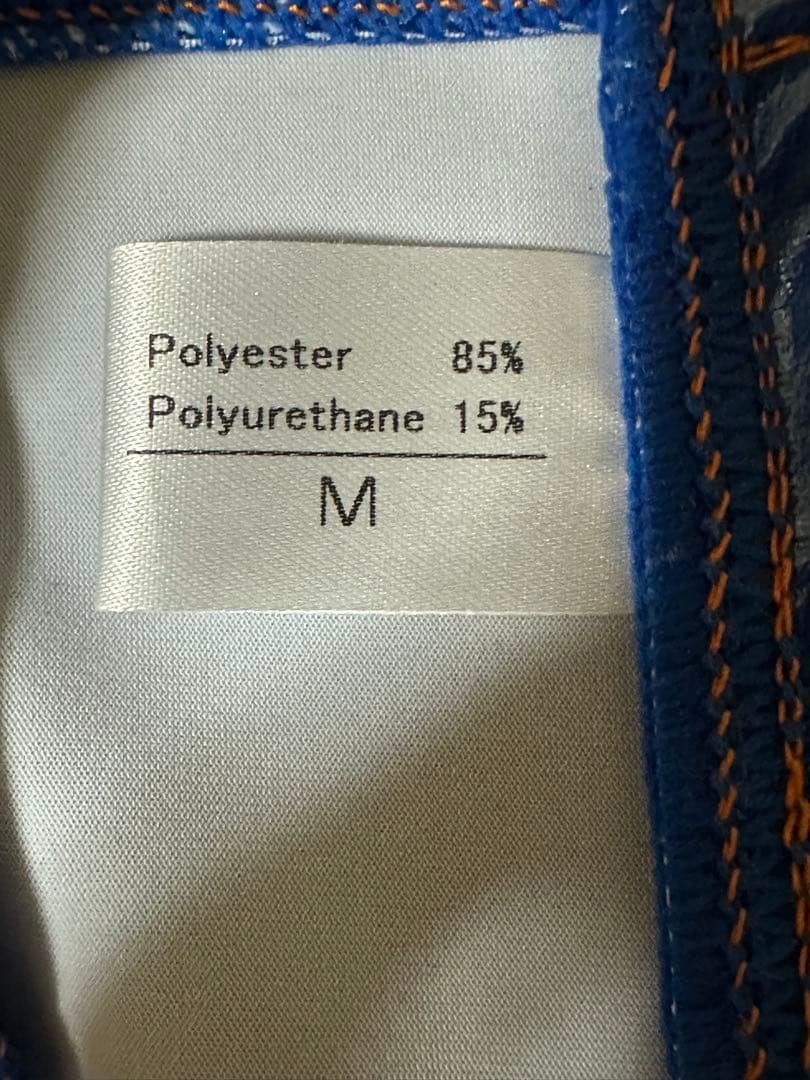 Polyester 85%
Polyurethane 15%
M